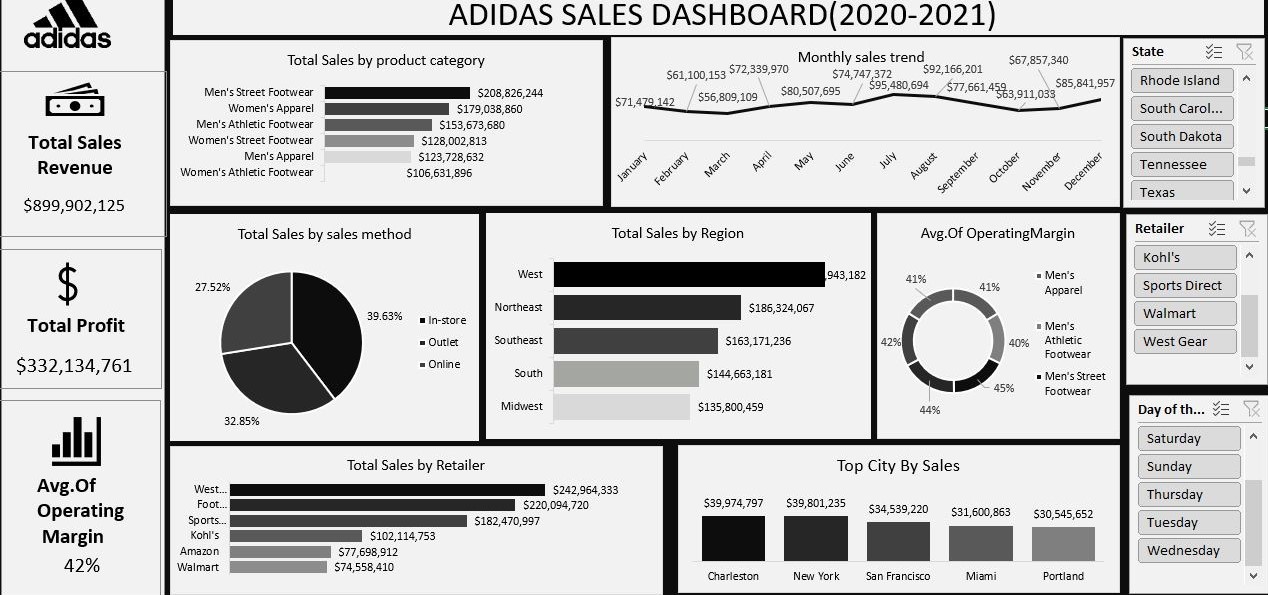 adidas
ADIDAS SALES DASHBOARD(2020-2021)
Total Sales
Revenue
$899,902,125
Total Profit
$332,134,761
Avg.Of
Operating
Margin
42%
Total Sales by product category
Men's Street Footwear $208,826,244
Women's Apparel $179,038,860
Men's Athletic Footwear $153,673,680
Women's Street Footwear $128,002,813
Men's Apparel $123,728,632
Women's Athletic Footwear $106,631,896
Monthly sales trend
$71,479,142
$61,100,153
$56,809,109
$72,339,970
$80,507,695
$74,747,372
$95,480,694
$92,166,201
$77,661,459
$63,911,033
$67,857,340
$85,841,957
January
February
March
April
May
June
July
August
September
October
November
December
State
Rhode Island
South Carol...
South Dakota
Tennessee
Texas
Total Sales by sales method
27.52%
39.63%
32.85%
In-store
Outlet
Online
Total Sales by Region
West ,943,182
Northeast $186,324,067
Southeast $163,171,236
South $144,663,181
Midwest $135,800,459
Avg.Of OperatingMargin
41%
41%
42%
40%
45%
44%
Men's
Apparel
Men's
Athletic
Footwear
Men's Street
Footwear
Retailer
Kohl's
Sports Direct
Walmart
West Gear
Total Sales by Retailer
West... $242,964,333
Foot... $220,094,720
Sports... $182,470,997
Kohl's $102,114,753
Amazon $77,698,912
Walmart $74,558,410
Top City By Sales
$39,974,797
$39,801,235
$34,539,220
$31,600,863
$30,545,652
Charleston
New York
San Francisco
Miami
Portland
Day of th...
Saturday
Sunday
Thursday
Tuesday
Wednesday